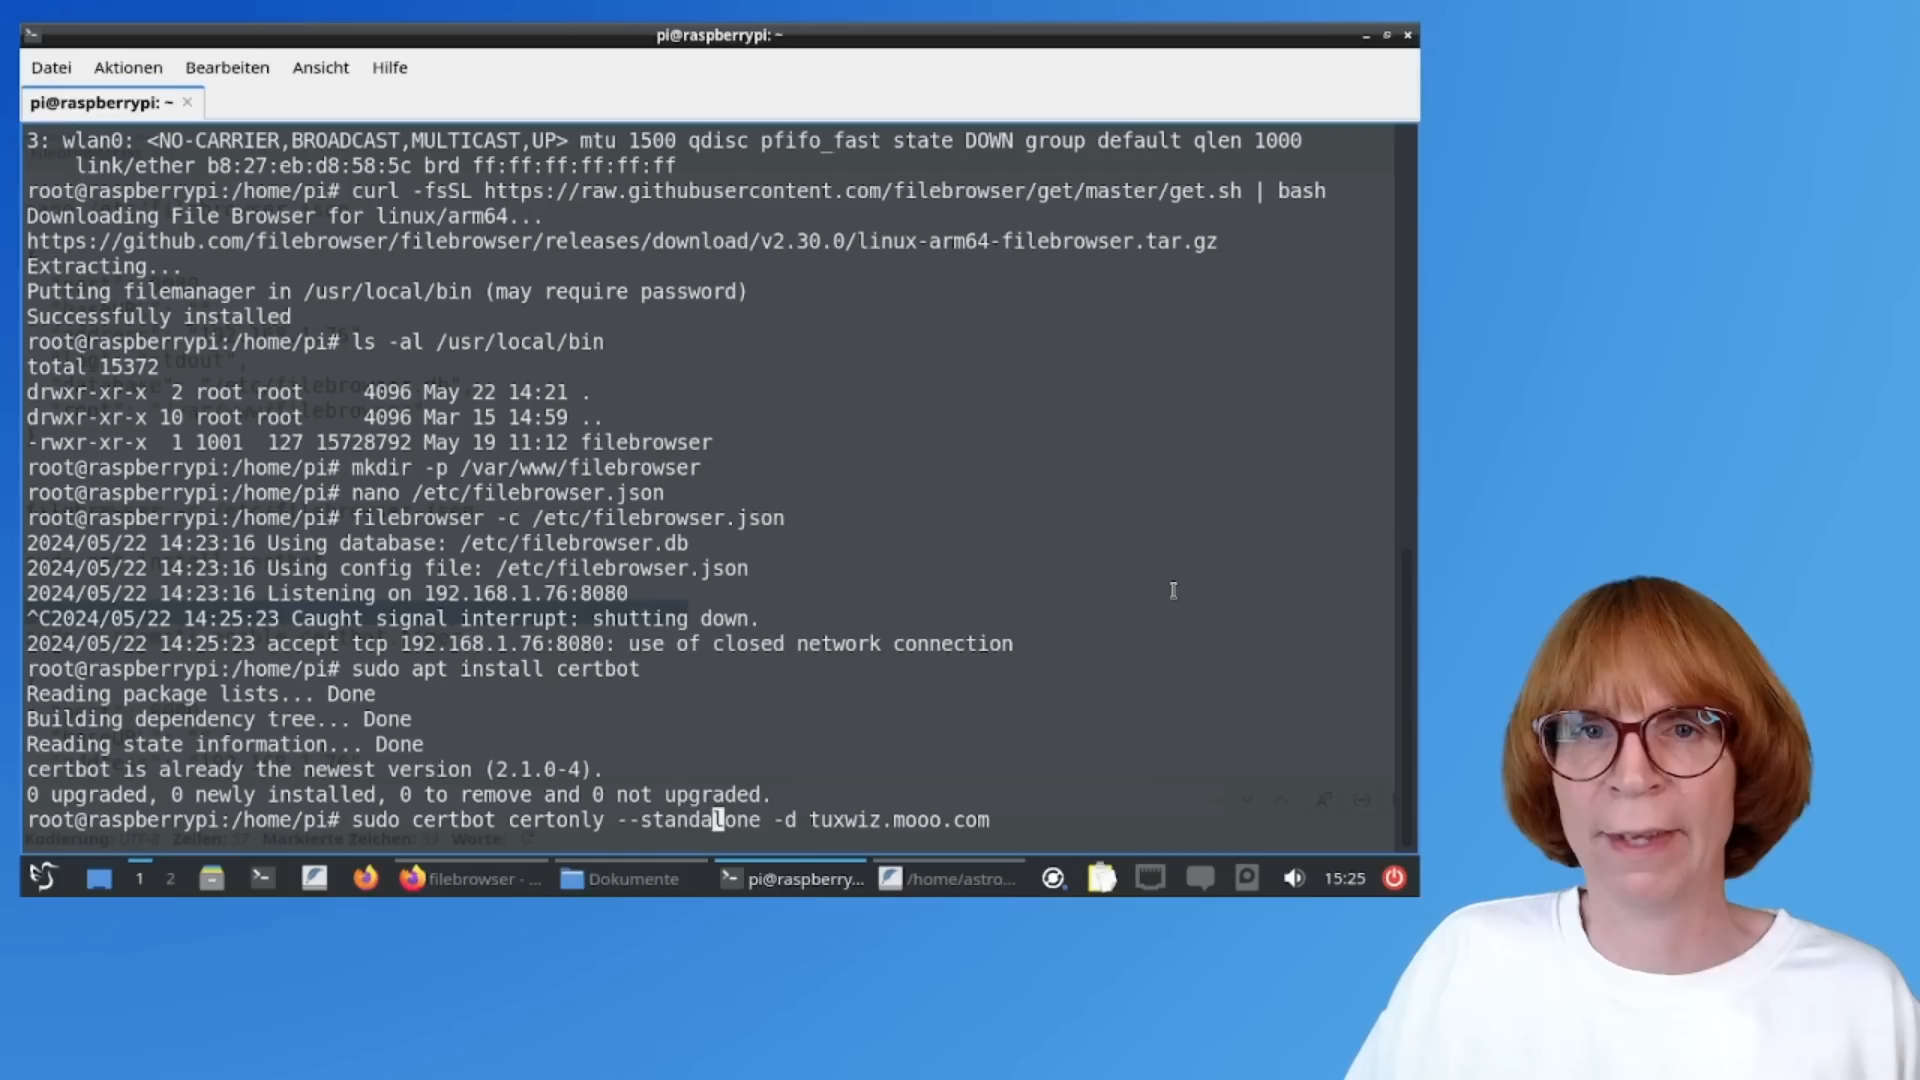 pi@raspberrypi: ~
Datei Aktionen Bearbeiten Ansicht Hilfe
pi@raspberrypi: ~
3: wlan0: <NO-CARRIER,BROADCAST,MULTICAST,UP> mtu 1500 qdisc pfifo_fast state DOWN group default qlen 1000
link/ether b8:27:eb:d8:58:5c brd ff:ff:ff:ff:ff:ff
root@raspberrypi:/home/pi# curl -fsSL https://raw.githubusercontent.com/filebrowser/get/master/get.sh | bash
Downloading File Browser for linux/arm64...
https://github.com/filebrowser/filebrowser/releases/download/v2.30.0/linux-arm64-filebrowser.tar.gz
Extracting...
Putting filemanager in /usr/local/bin (may require password)
Successfully installed
root@raspberrypi:/home/pi# ls -al /usr/local/bin
total 15372
drwxr-xr-x 2 root root 4096 May 22 14:21 .
drwxr-xr-x 10 root root 4096 Mar 15 14:59 ..
-rwxr-xr-x 1 1001 127 15728792 May 19 11:12 filebrowser
root@raspberrypi:/home/pi# mkdir -p /var/www/filebrowser
root@raspberrypi:/home/pi# nano /etc/filebrowser.json
root@raspberrypi:/home/pi# filebrowser -c /etc/filebrowser.json
2024/05/22 14:23:16 Using database: /etc/filebrowser.db
2024/05/22 14:23:16 Using config file: /etc/filebrowser.json
2024/05/22 14:23:16 Listening on 192.168.1.76:8080
^C2024/05/22 14:25:23 Caught signal interrupt: shutting down.
2024/05/22 14:25:23 accept tcp 192.168.1.76:8080: use of closed network connection
root@raspberrypi:/home/pi# sudo apt install certbot
Reading package lists... Done
Building dependency tree... Done
Reading state information... Done
certbot is already the newest version (2.1.0-4).
0 upgraded, 0 newly installed, 0 to remove and 0 not upgraded.
root@raspberrypi:/home/pi# sudo certbot certonly --standalone -d tuxwiz.mooo.com
Kodierung: UTF-8 Zeilen: 57 Markierte Zeichen: 53 Worte:
1 2 filebrowser - ... Dokumente pi@raspberry... /home/astro... 15:25